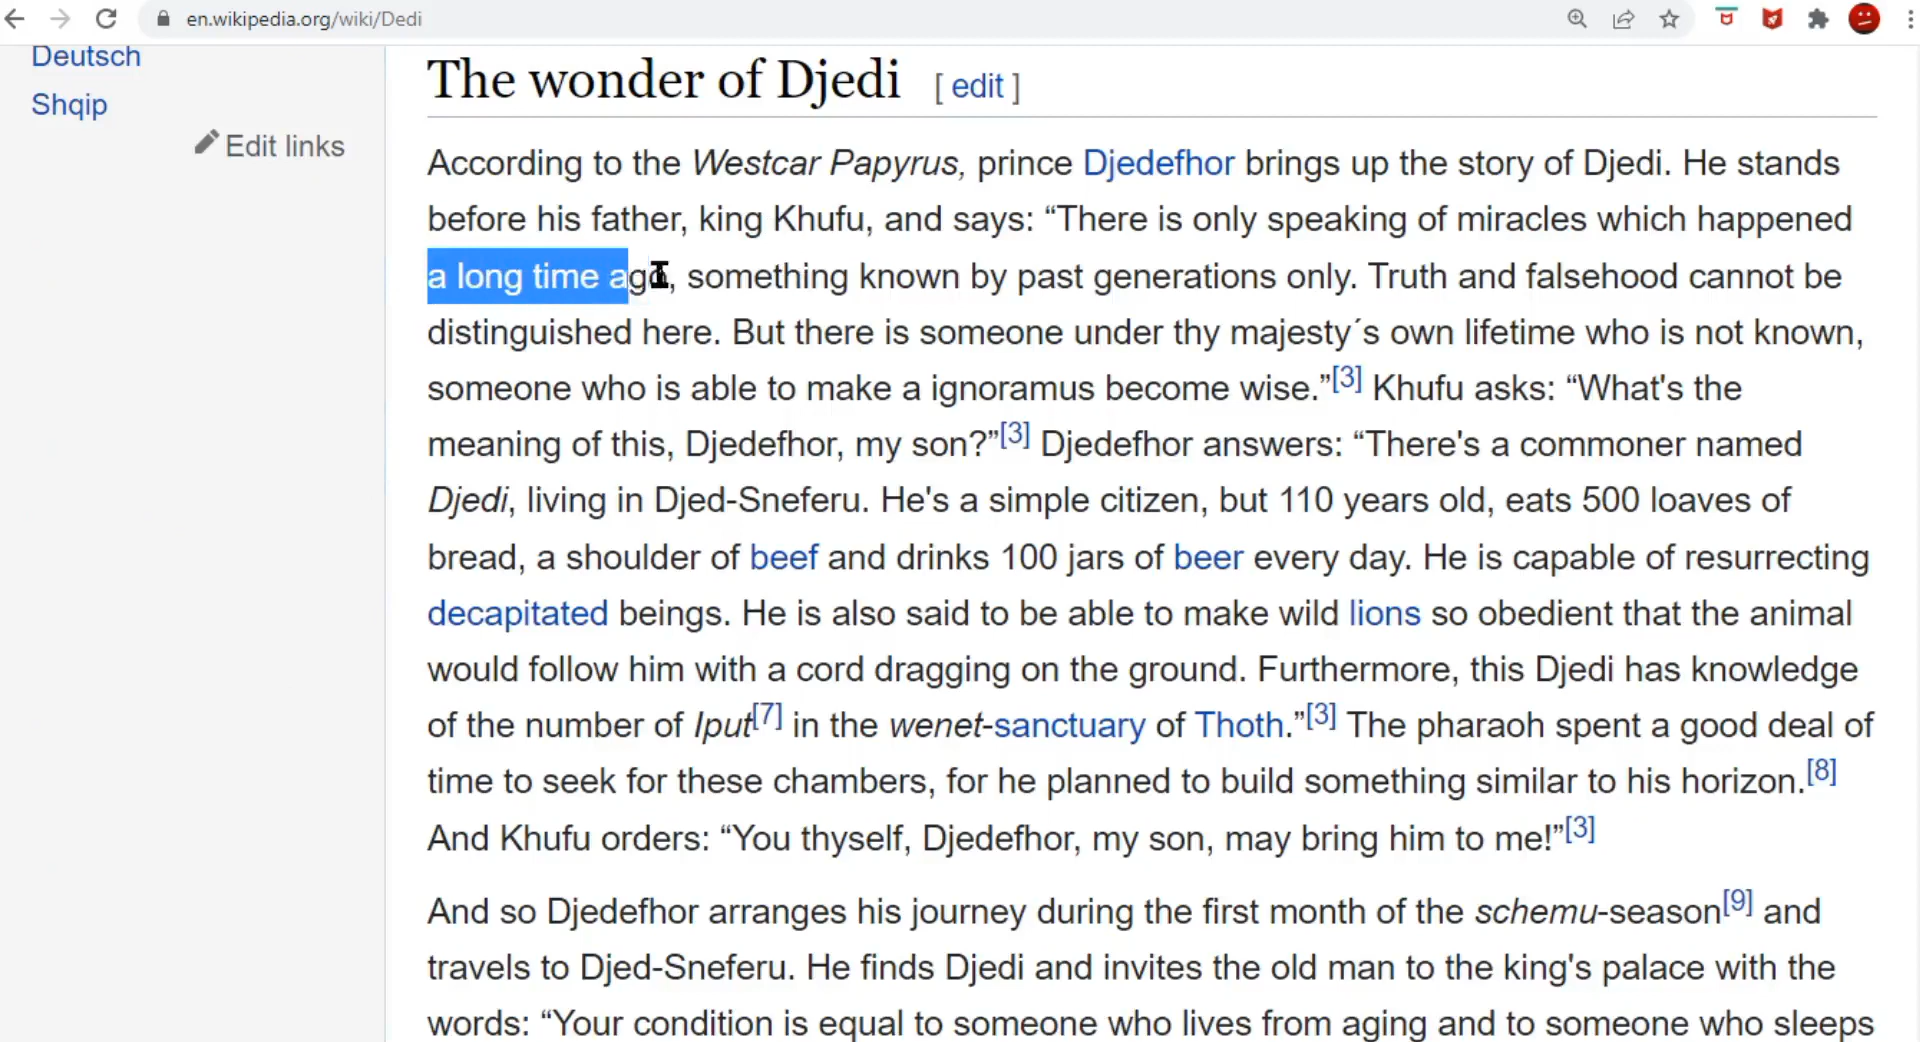 en.wikipedia.org/wiki/Dedi
Deutsch
Shqip
Edit links
The wonder of Djedi [ edit ]
According to the Westcar Papyrus, prince Djedefhor brings up the story of Djedi. He stands
before his father, king Khufu, and says: “There is only speaking of miracles which happened
a long time ago, something known by past generations only. Truth and falsehood cannot be
distinguished here. But there is someone under thy majesty´s own lifetime who is not known,
someone who is able to make a ignoramus become wise.”[3] Khufu asks: “What's the
meaning of this, Djedefhor, my son?”[3] Djedefhor answers: “There's a commoner named
Djedi, living in Djed-Sneferu. He's a simple citizen, but 110 years old, eats 500 loaves of
bread, a shoulder of beef and drinks 100 jars of beer every day. He is capable of resurrecting
decapitated beings. He is also said to be able to make wild lions so obedient that the animal
would follow him with a cord dragging on the ground. Furthermore, this Djedi has knowledge
of the number of Iput[7] in the wenet-sanctuary of Thoth.”[3] The pharaoh spent a good deal of
time to seek for these chambers, for he planned to build something similar to his horizon.[8]
And Khufu orders: “You thyself, Djedefhor, my son, may bring him to me!”[3]
And so Djedefhor arranges his journey during the first month of the schemu-season[9] and
travels to Djed-Sneferu. He finds Djedi and invites the old man to the king's palace with the
words: “Your condition is equal to someone who lives from aging and to someone who sleeps